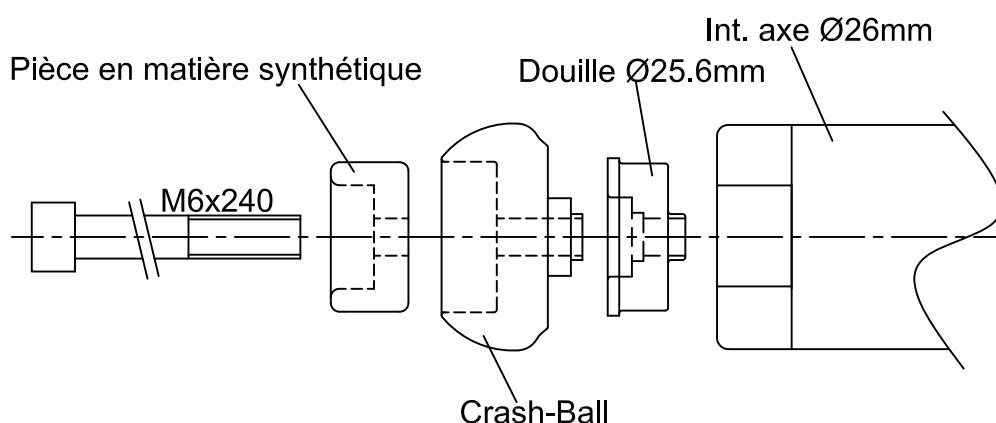 Int. axe Ø26mm
Pièce en matière synthétique
Douille Ø25.6mm
M6x240
Crash-Ball